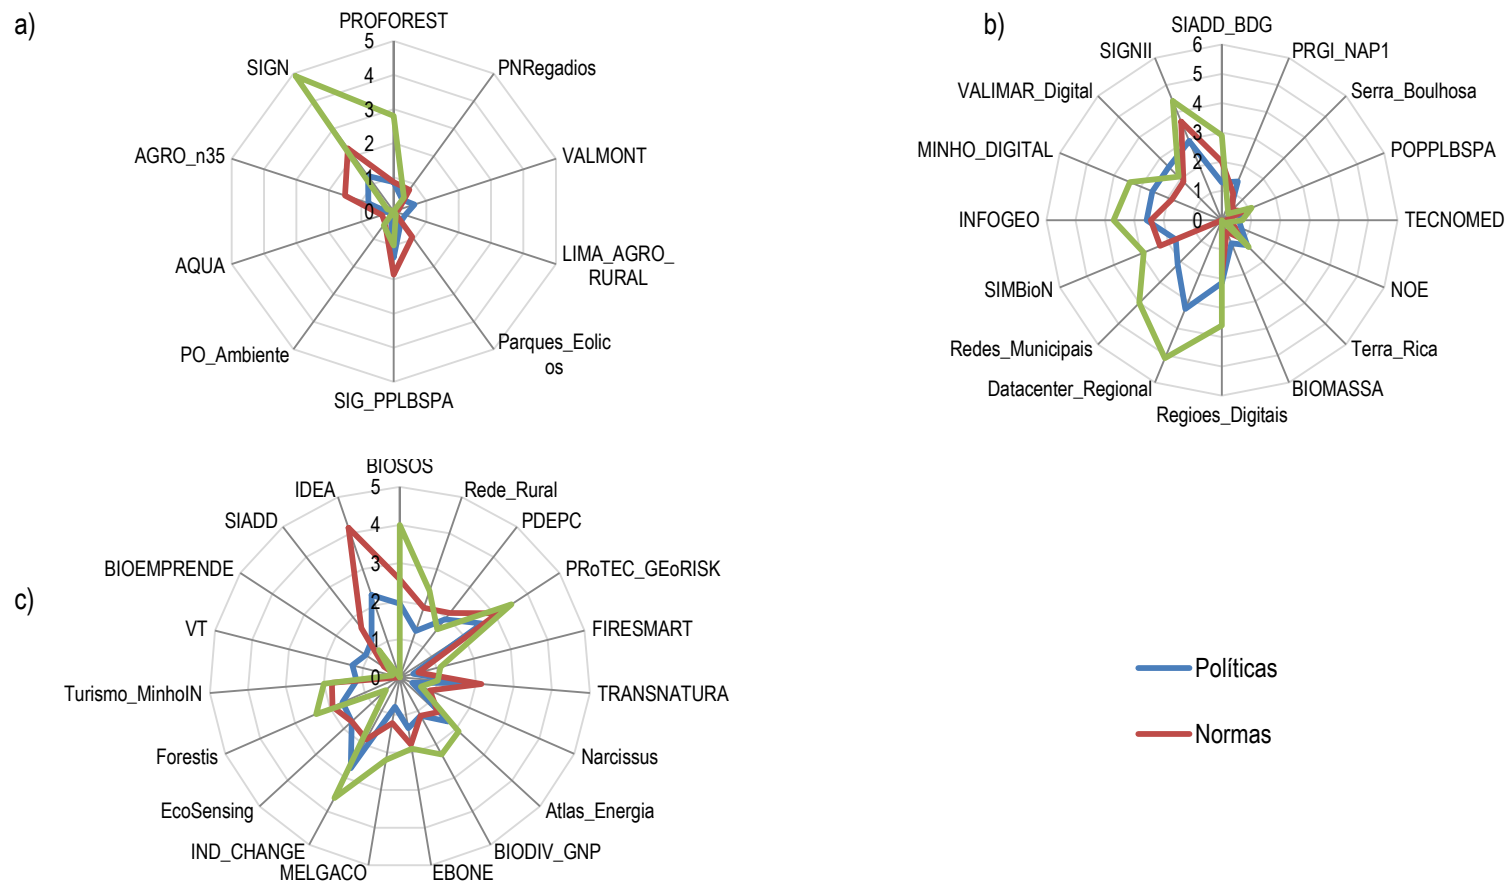 a)
PROFOREST
PNRegadios
VALMONT
LIMA_AGRO_
RURAL
Parques_Eolic
os
SIG_PPLBSPA
PO_Ambiente
AQUA
AGRO_n35
SIGN
5
4
3
2
1
0
b)
SIADD_BDG
PRGI_NAP1
Serra_Boulhosa
POPPLBSPA
TECNOMED
NOE
Terra_Rica
BIOMASSA
Regioes_Digitais
Datacenter_Regional
Redes_Municipais
SIMBioN
INFOGEO
MINHO_DIGITAL
VALIMAR_Digital
SIGNII
6
5
4
3
2
1
0
c)
BIOSOS
Rede_Rural
PDEPC
PRoTEC_GEoRISK
FIRESMART
TRANSNATURA
Narcissus
Atlas_Energia
BIODIV_GNP
EBONE
MELGACO
IND_CHANGE
EcoSensing
Forestis
Turismo_MinhoIN
VT
BIOEMPRENDE
SIADD
IDEA
5
4
3
2
1
0
Políticas
Normas